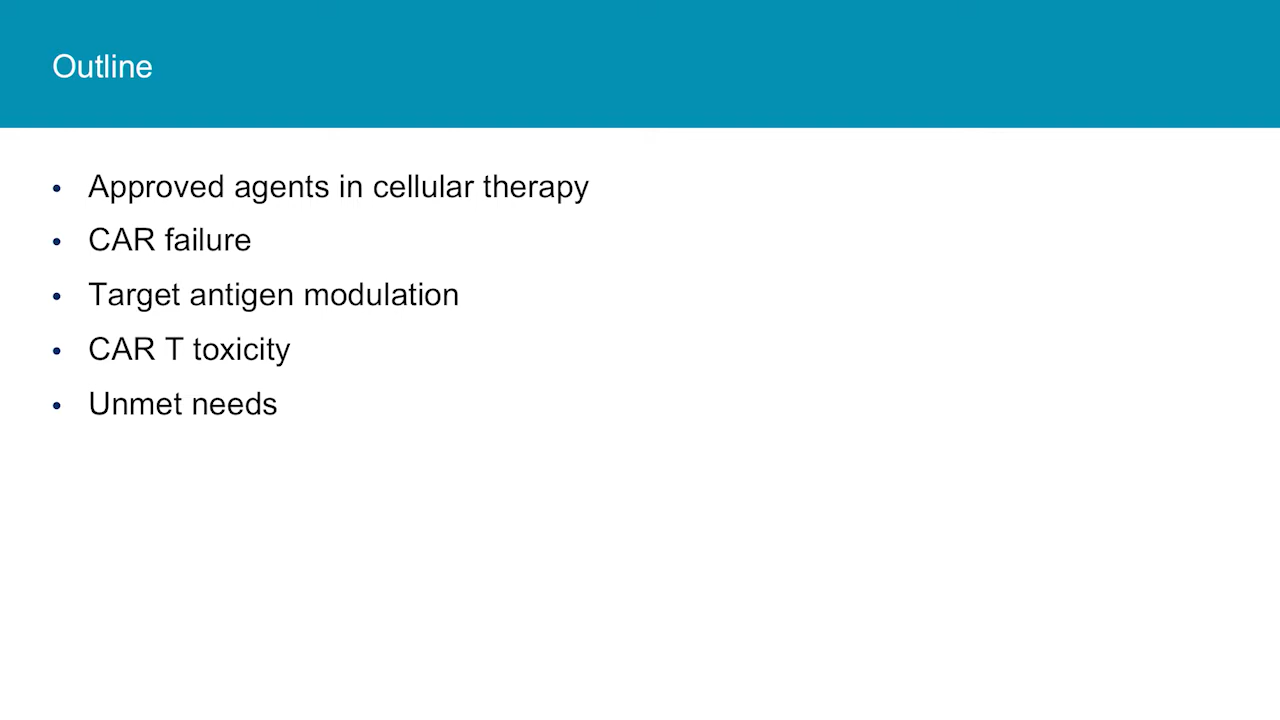 Outline
• Approved agents in cellular therapy
• CAR failure
• Target antigen modulation
• CAR T toxicity
• Unmet needs